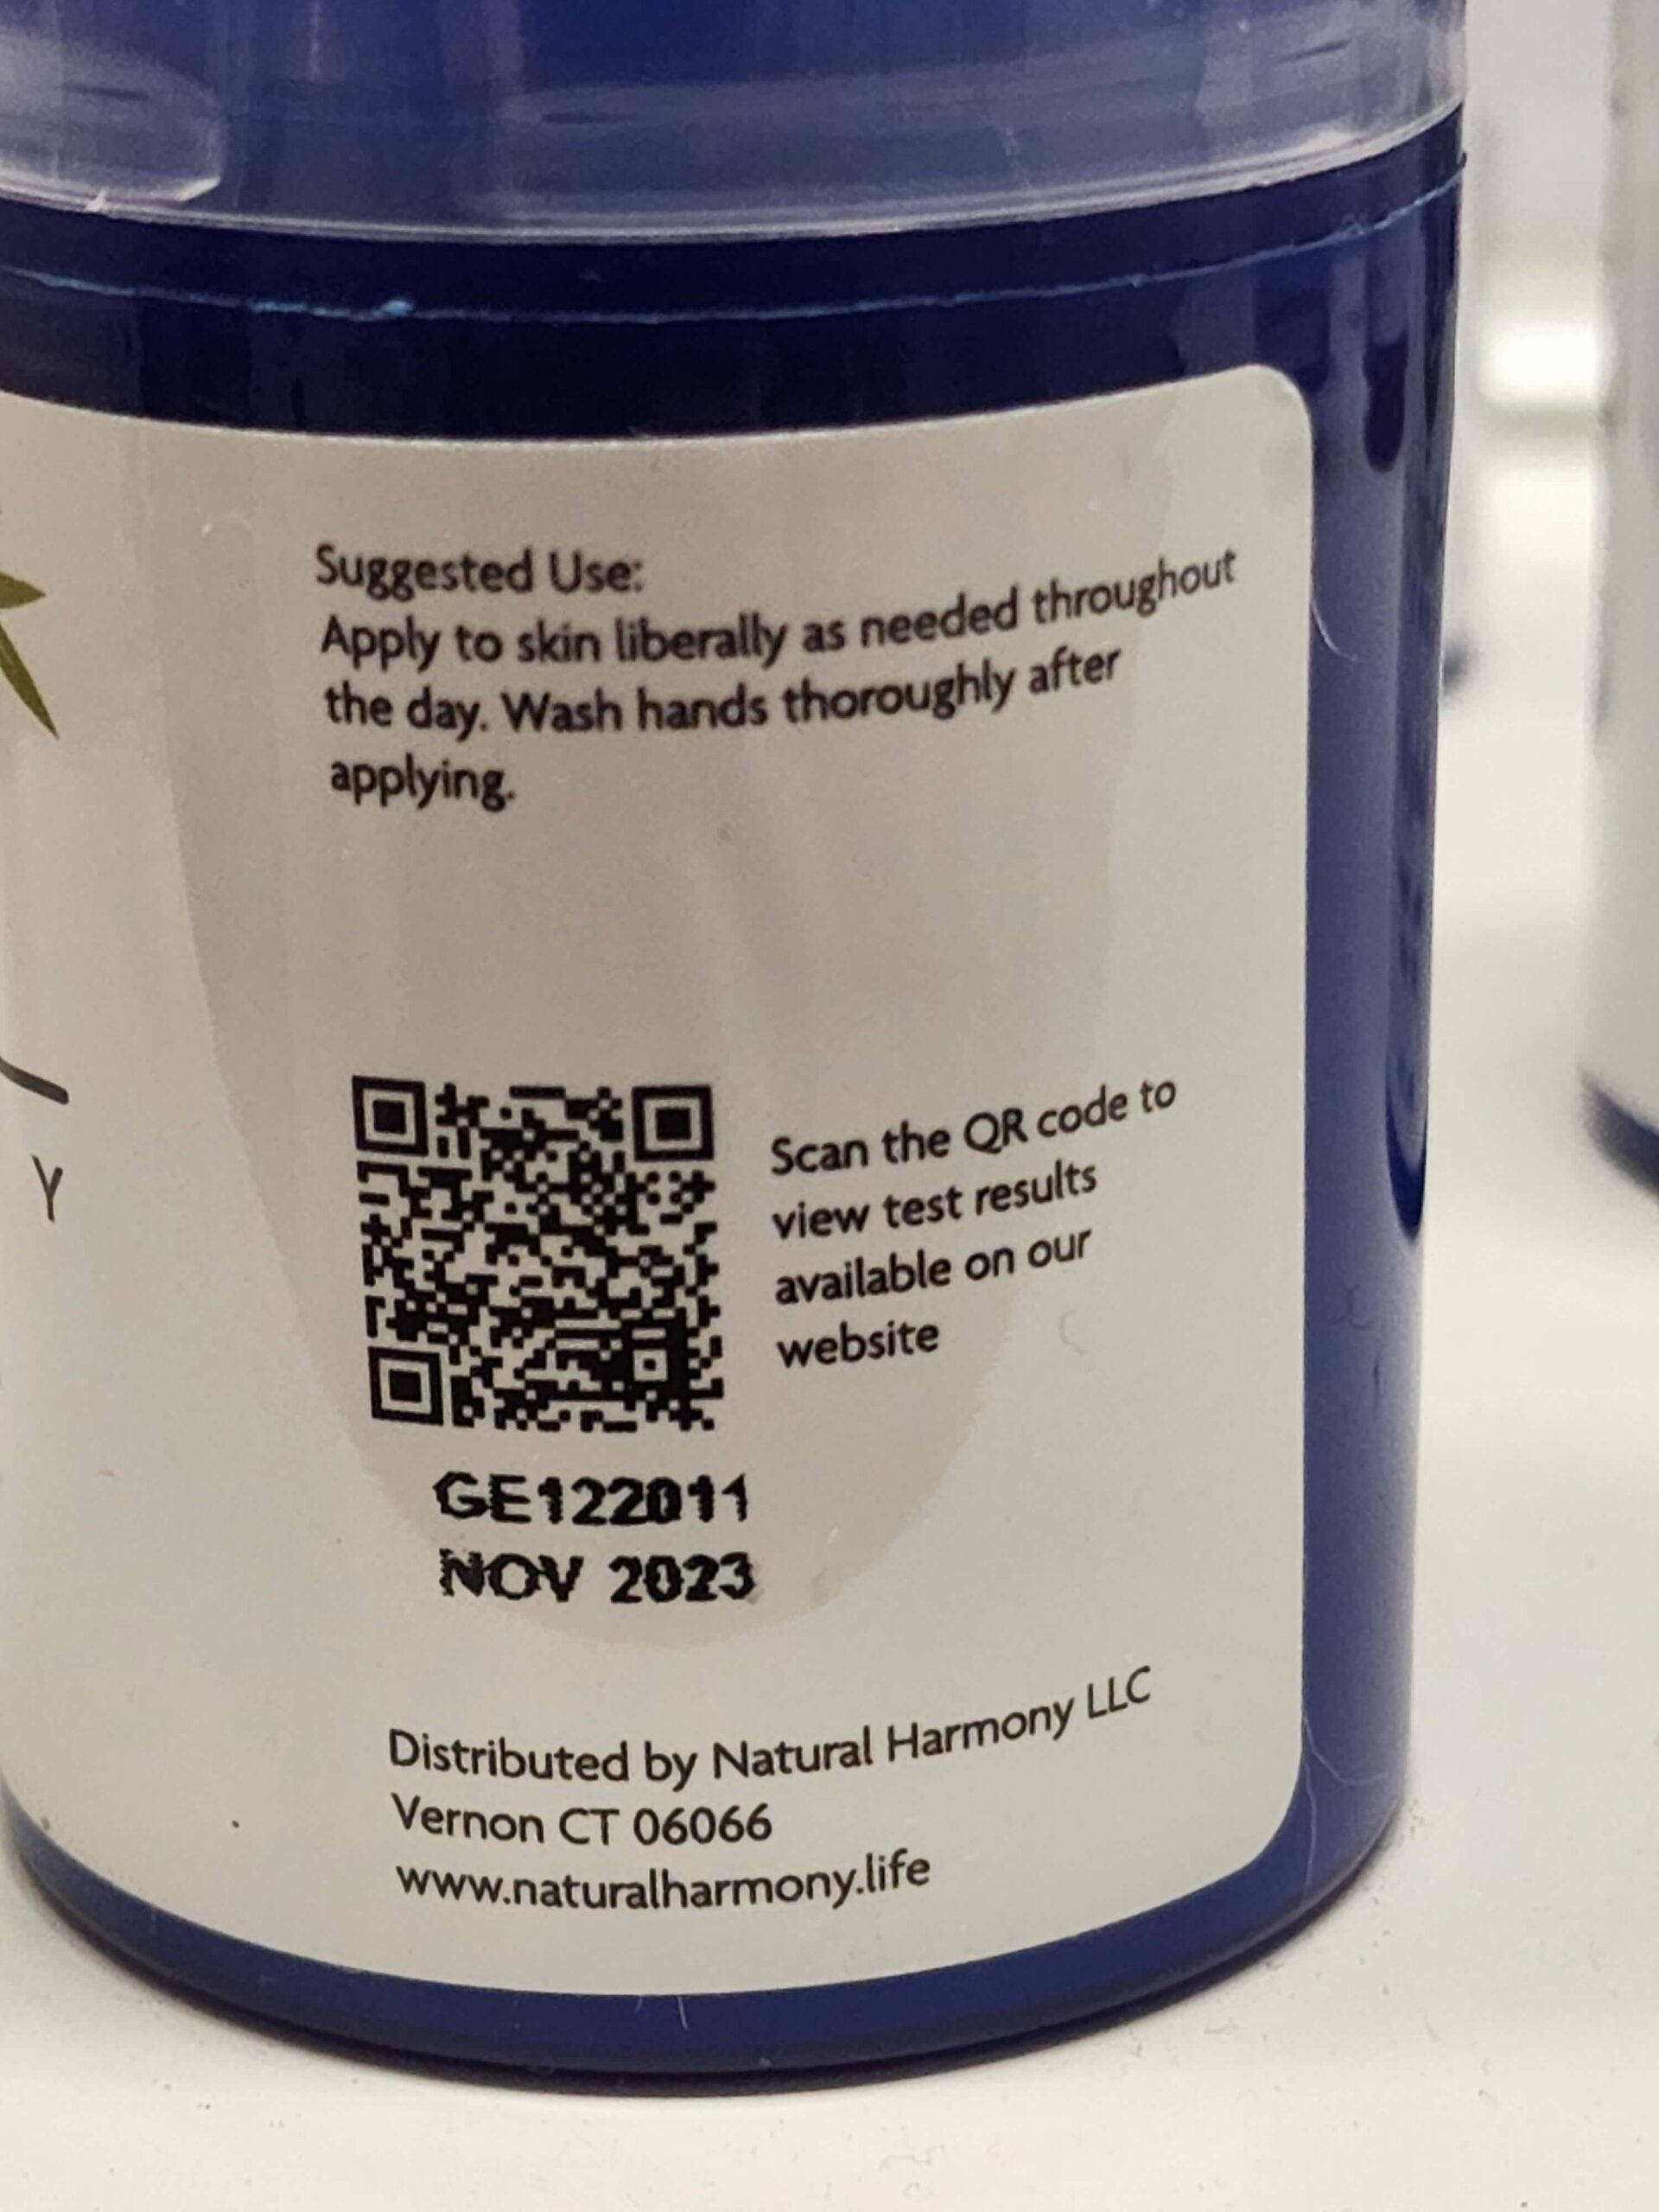 Suggested Use:
Apply to skin liberally as needed throughout
the day. Wash hands thoroughly after
applying.
Y
Scan the QR code to
view test results
available on our
website
GE122011
NOV 2023
Distributed by Natural Harmony LLC
Vernon CT 06066
www.naturalharmony.life